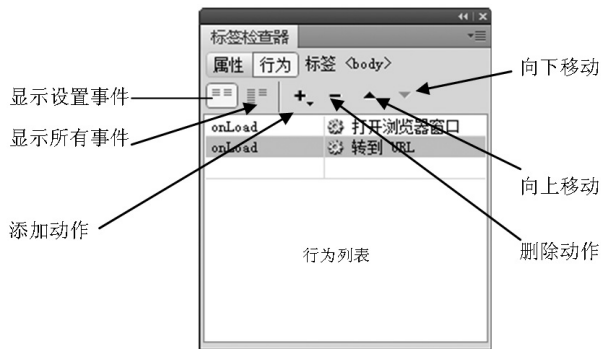 标签检查器
属性 行为 标签 <body>
显示设置事件
显示所有事件
添加动作
onLoad 打开浏览器窗口
onLoad 转到 URL
行为列表
向下移动
向上移动
删除动作